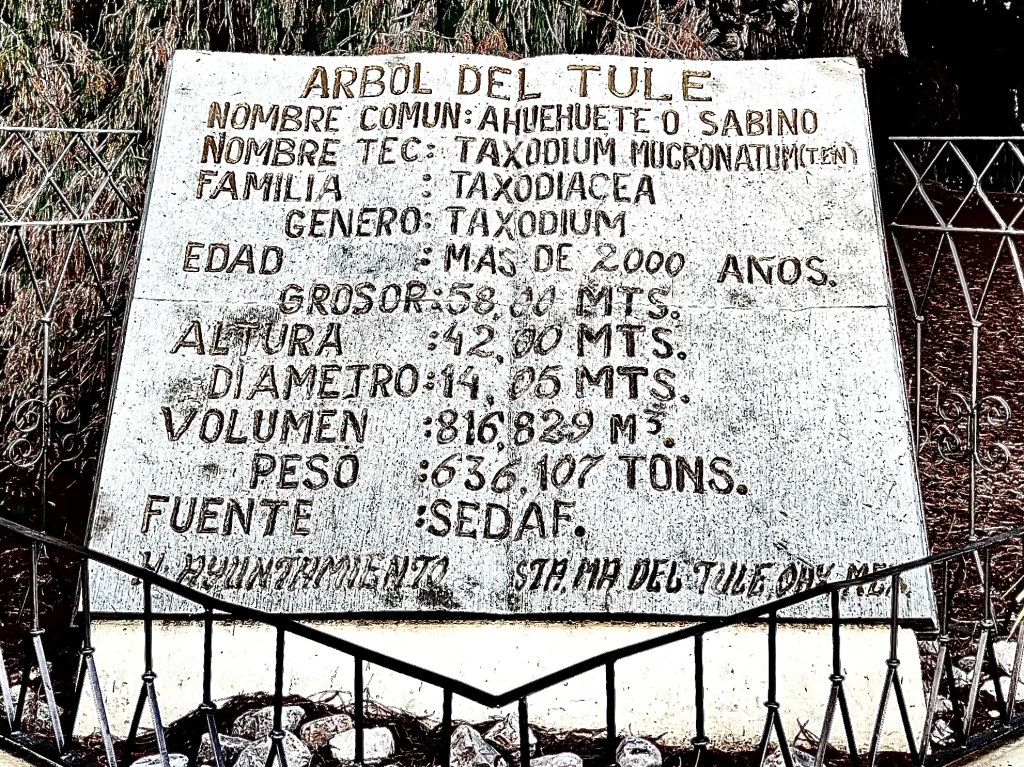 ARBOL DEL TULE
NOMBRE COMUN: AHUEHUETE O SABINO
NOMBRE TEC: TAXODIUM MUCRONATUM(TEN)
FAMILIA : TAXODIACEA
GENERO: TAXODIUM
EDAD : MAS DE 2000 AÑOS.
GROSOR:58,00 MTS.
ALTURA :42,00 MTS.
DIAMETRO:14,05 MTS.
VOLUMEN :816,829 M³.
PESO :636,107 TONS.
FUENTE :SEDAF.
H. AYUNTAMIENTO STA. MA DEL TULE, OAX. MEX.